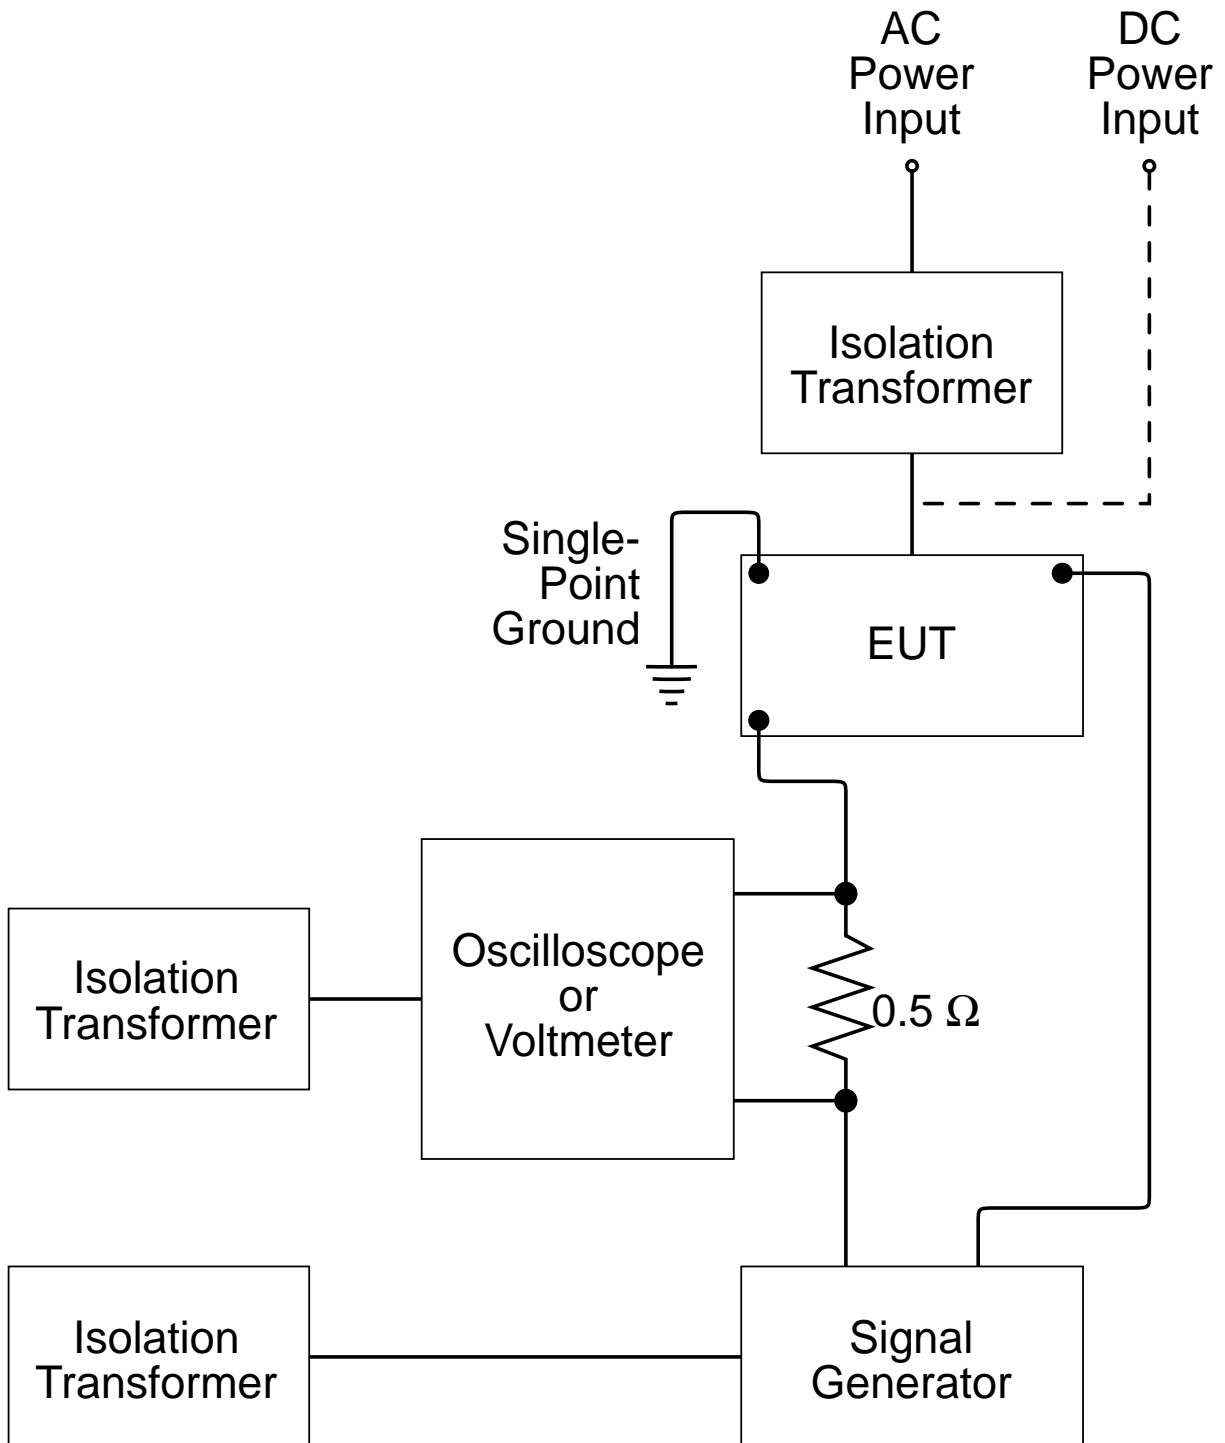 AC
Power
Input
DC
Power
Input
Isolation
Transformer
Single-
Point
Ground
EUT
Oscilloscope
or
Voltmeter
Isolation
Transformer
0.5 Ω
Isolation
Transformer
Signal
Generator